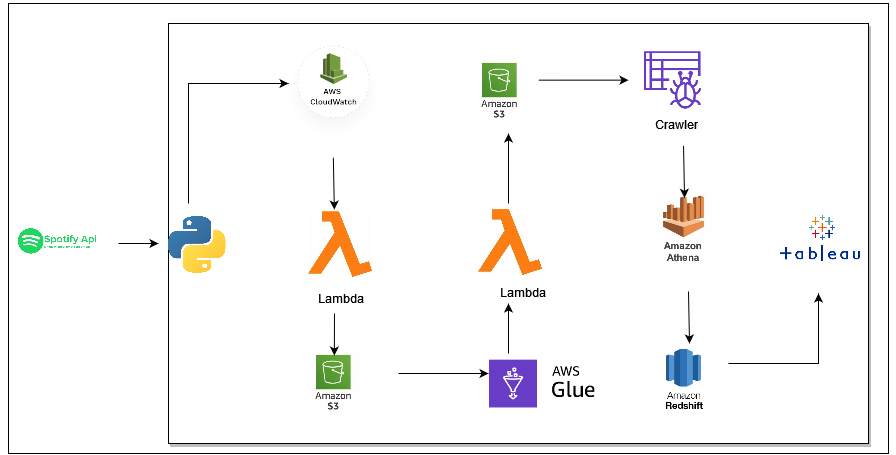 Spotify Api
AWS
CloudWatch
Lambda
Amazon
S3
AWS
Glue
Lambda
Amazon
S3
Crawler
Amazon
Athena
Amazon
Redshift
+ableau